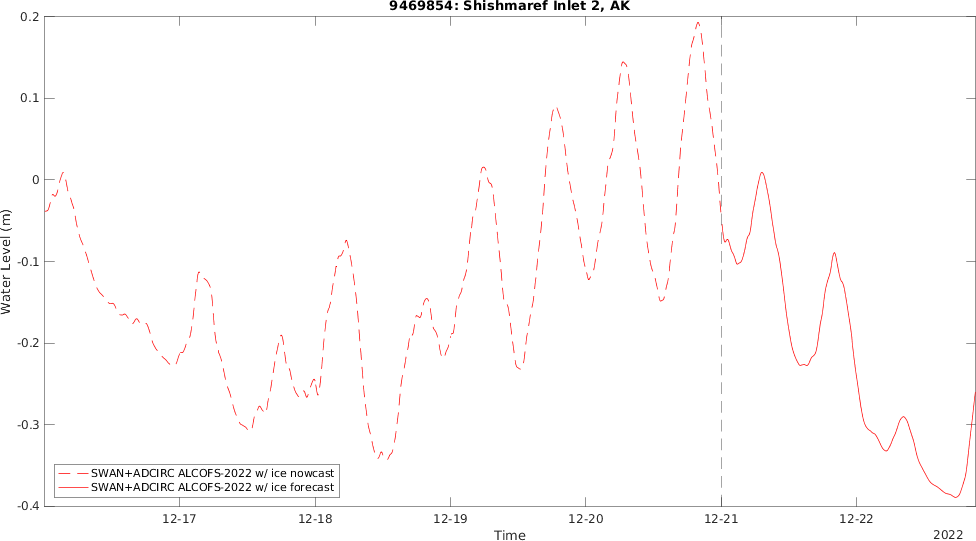 9469854: Shishmaref Inlet 2, AK
0.2
0.1
0
-0.1
-0.2
-0.3
-0.4
Water Level (m)
SWAN+ADCIRC ALCOFS-2022 w/ ice nowcast
SWAN+ADCIRC ALCOFS-2022 w/ ice forecast
12-17
12-18
12-19
12-20
12-21
12-22
Time
2022